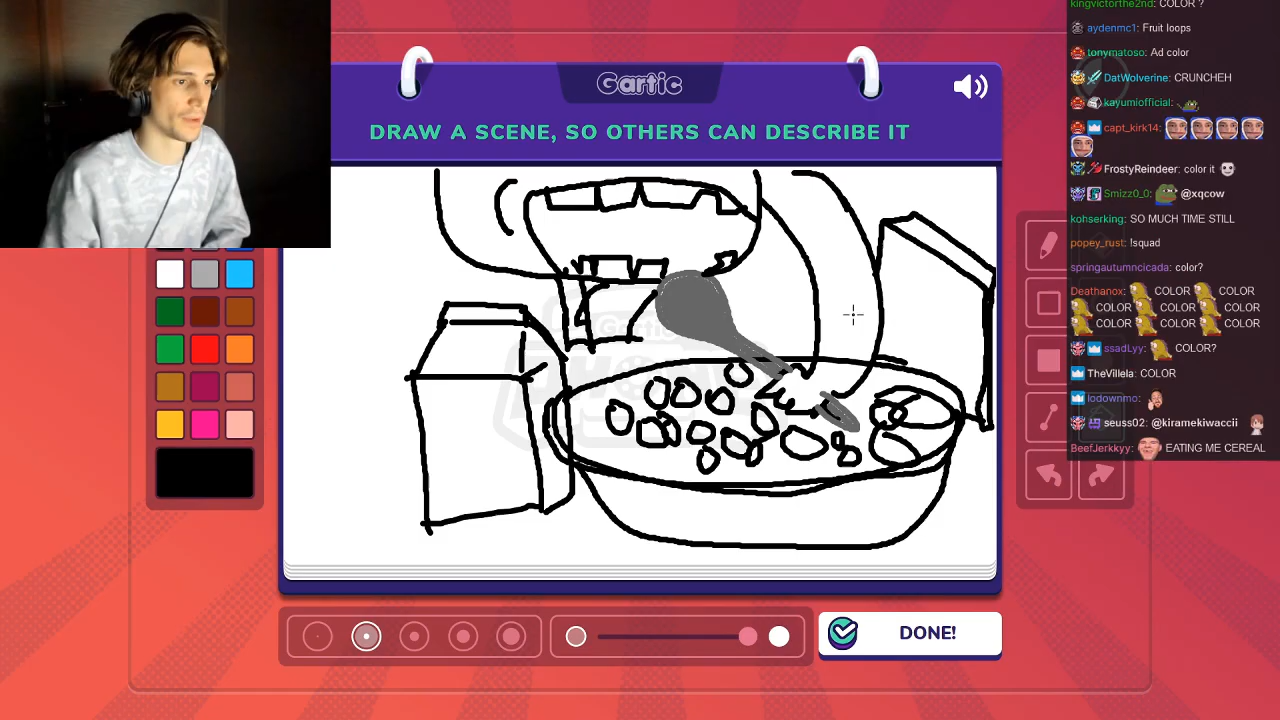 Gartic
DRAW A SCENE, SO OTHERS CAN DESCRIBE IT
kingvictorthe2nd: COLOR ?
aydenmc1: Fruit loops
tonymatoso: Ad color
DatWolverine: CRUNCHEH
kayumiofficial:
capt_kirk14:
FrostyReindeer: color it
Smizz0_0: @xqcow
kohserking: SO MUCH TIME STILL
popey_rust: !squad
springautumncicada: color?
Deathanox: COLOR COLOR
COLOR COLOR COLOR
COLOR COLOR COLOR
ssadLyy: COLOR?
TheVillela: COLOR
lodownmo:
seuss02: @kiramekiwaccii
BeefJerkkyy: EATING ME CEREAL
DONE!